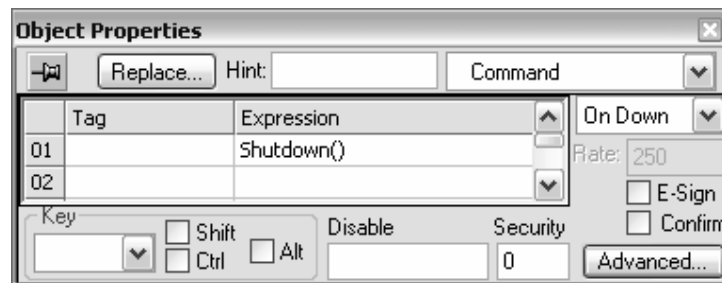 Object Properties
Replace... Hint: Command
Tag Expression On Down
01 Shutdown() Rate: 250
02 E-Sign
Key Shift Ctrl Alt Disable Security Confirm
0 Advanced...